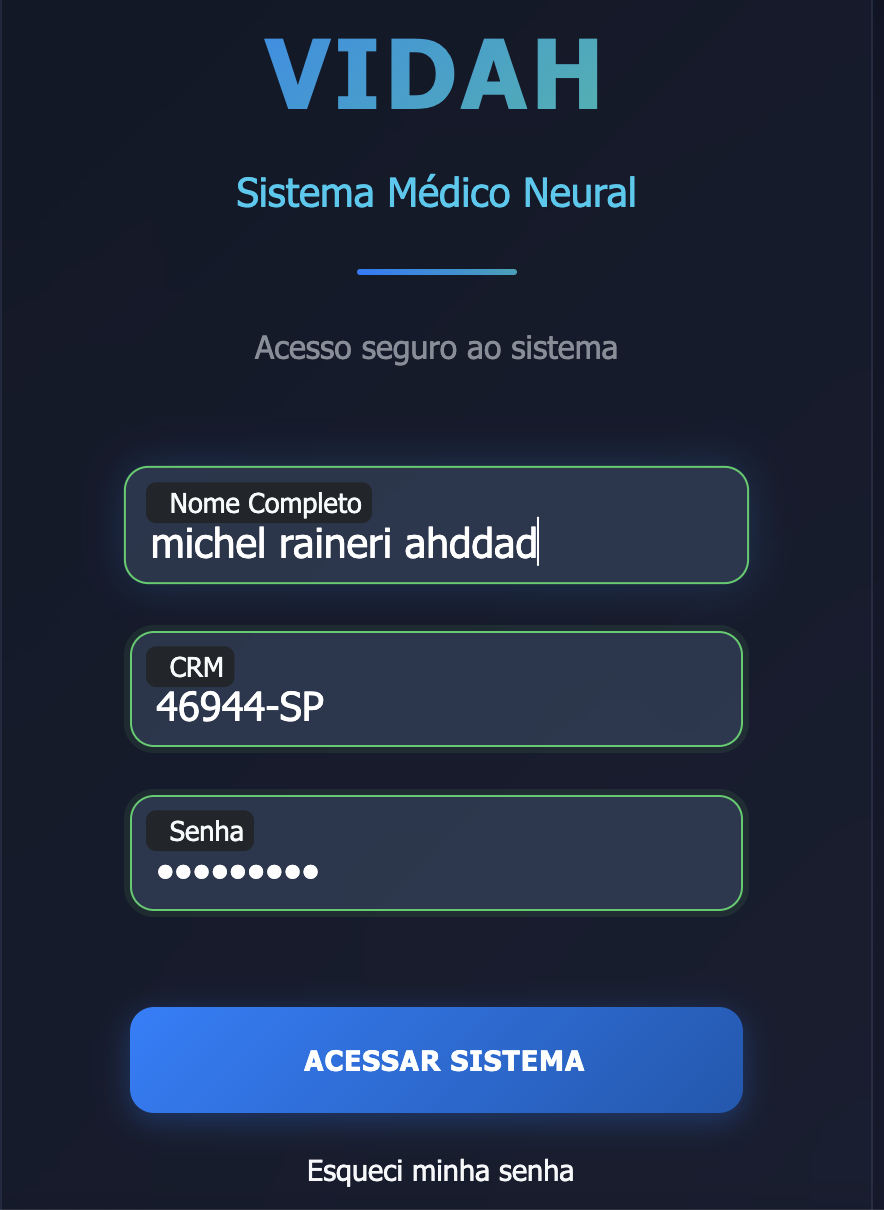 VIDAH
Sistema Médico Neural
Acesso seguro ao sistema
Nome Completo
michel raineri ahddad
CRM
46944-SP
Senha
•••••••••
ACESSAR SISTEMA
Esqueci minha senha